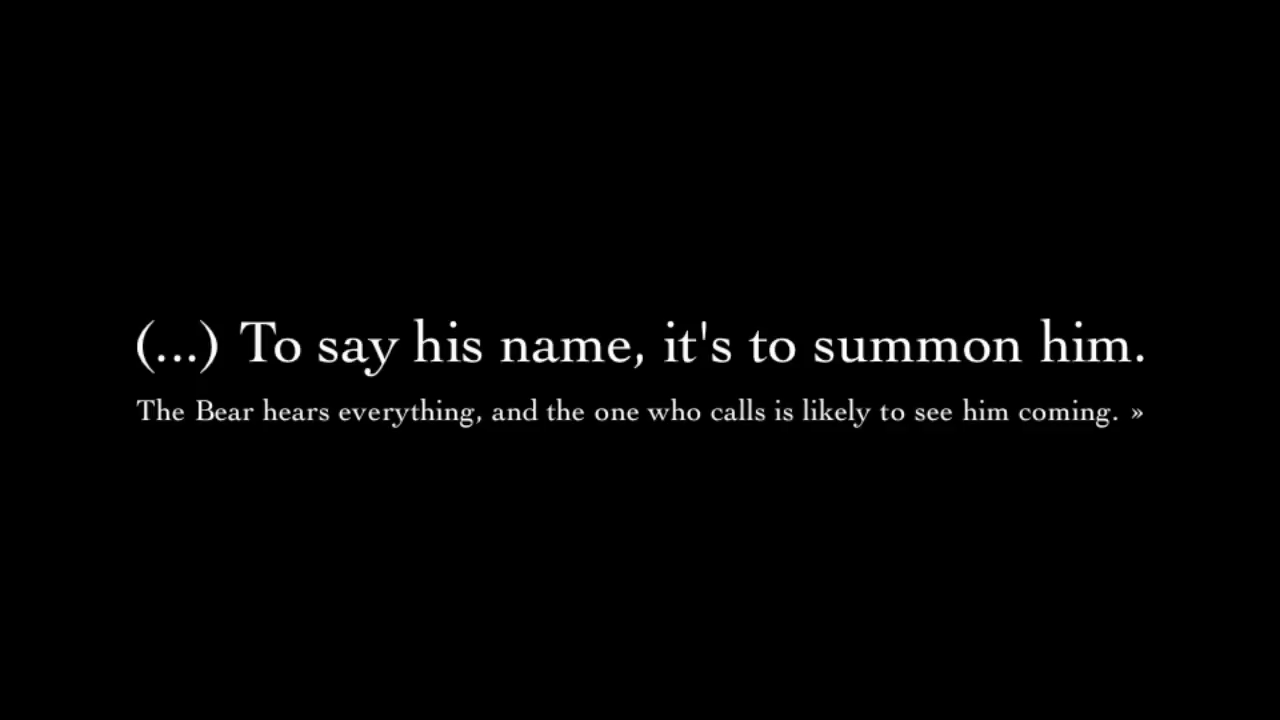 (...) To say his name, it's to summon him.
The Bear hears everything, and the one who calls is likely to see him coming. »